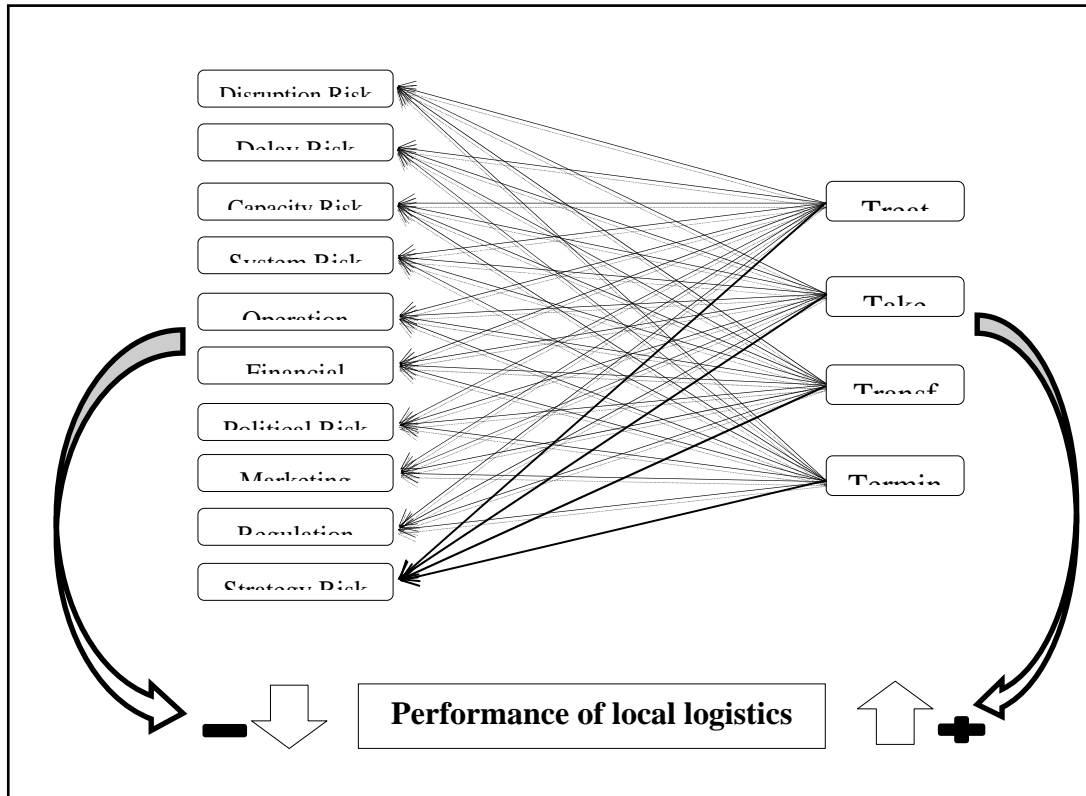 Disruption Risk
Delay Risk
Capacity Risk
System Risk
Operation
Financial
Political Risk
Marketing
Regulation
Strategy Risk
Treat
Take
Transf
Termin
Performance of local logistics